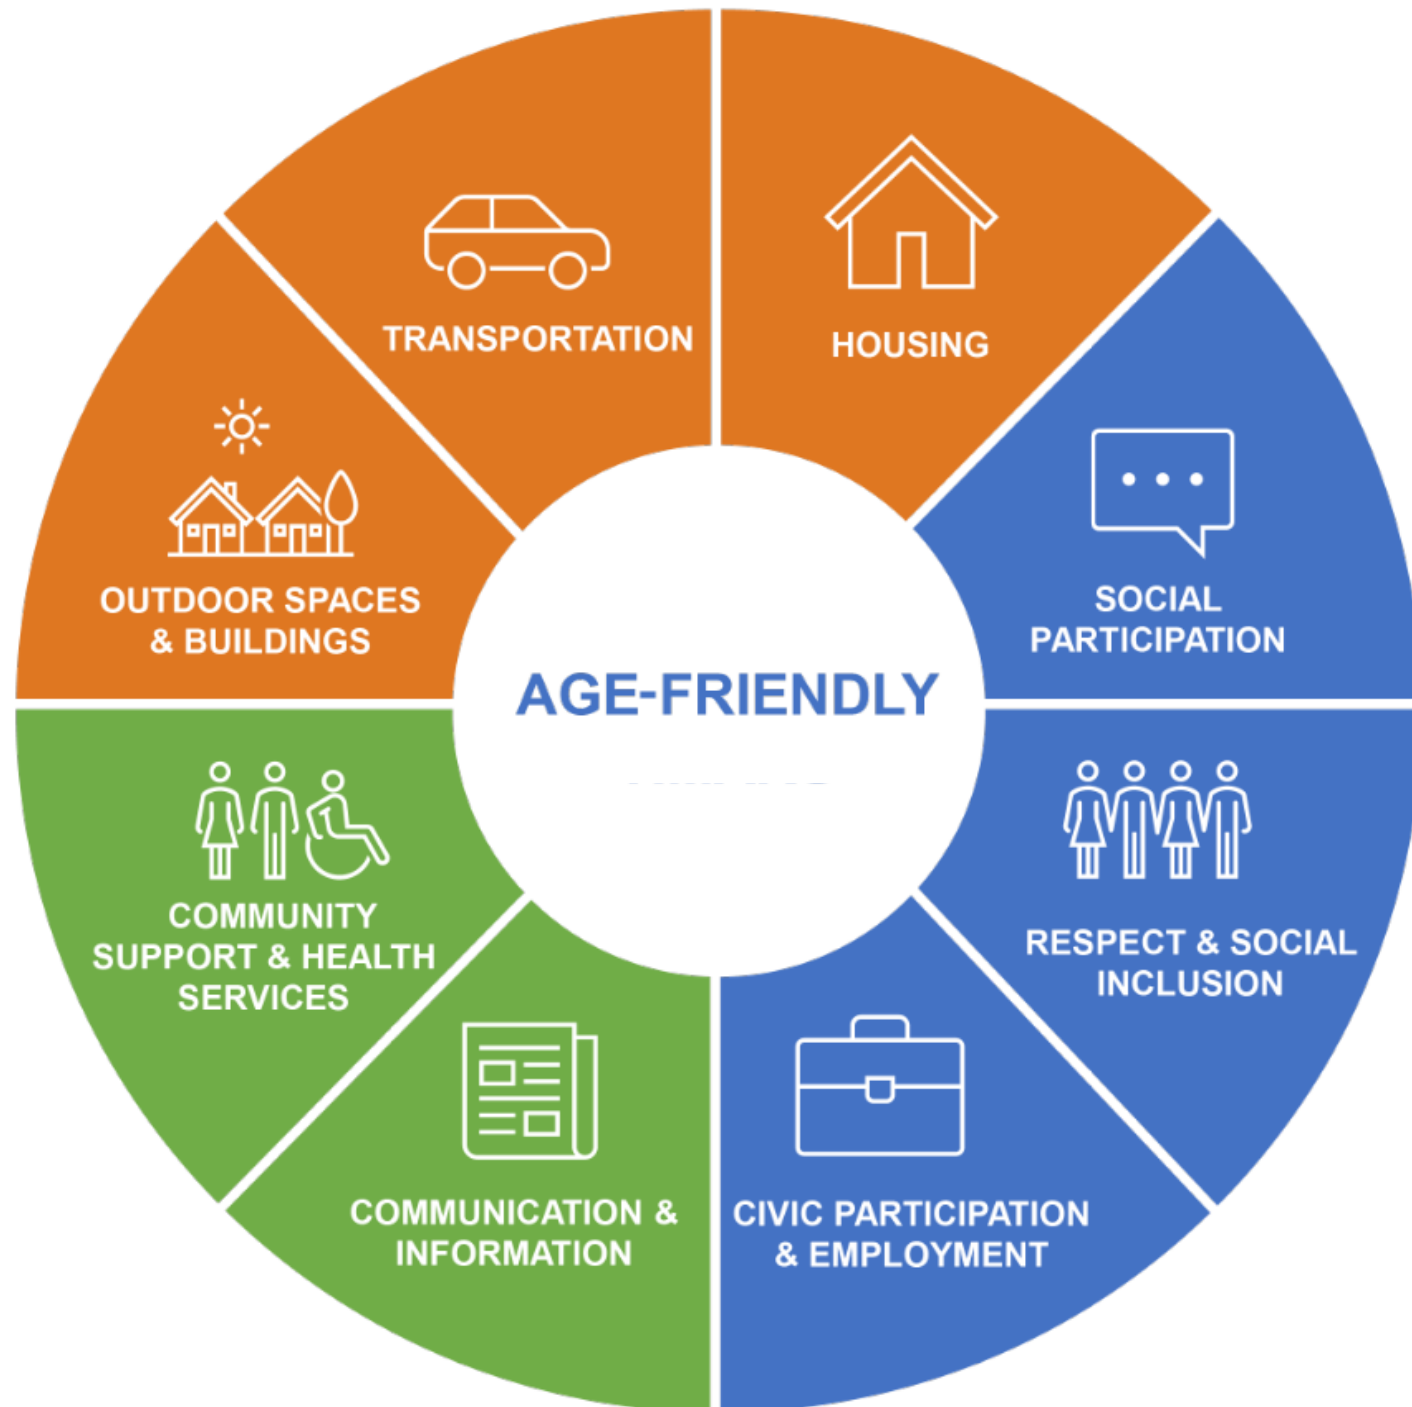 TRANSPORTATION
HOUSING
OUTDOOR SPACES
& BUILDINGS
SOCIAL
PARTICIPATION
AGE-FRIENDLY
COMMUNITY
SUPPORT & HEALTH
SERVICES
RESPECT & SOCIAL
INCLUSION
COMMUNICATION &
INFORMATION
CIVIC PARTICIPATION
& EMPLOYMENT